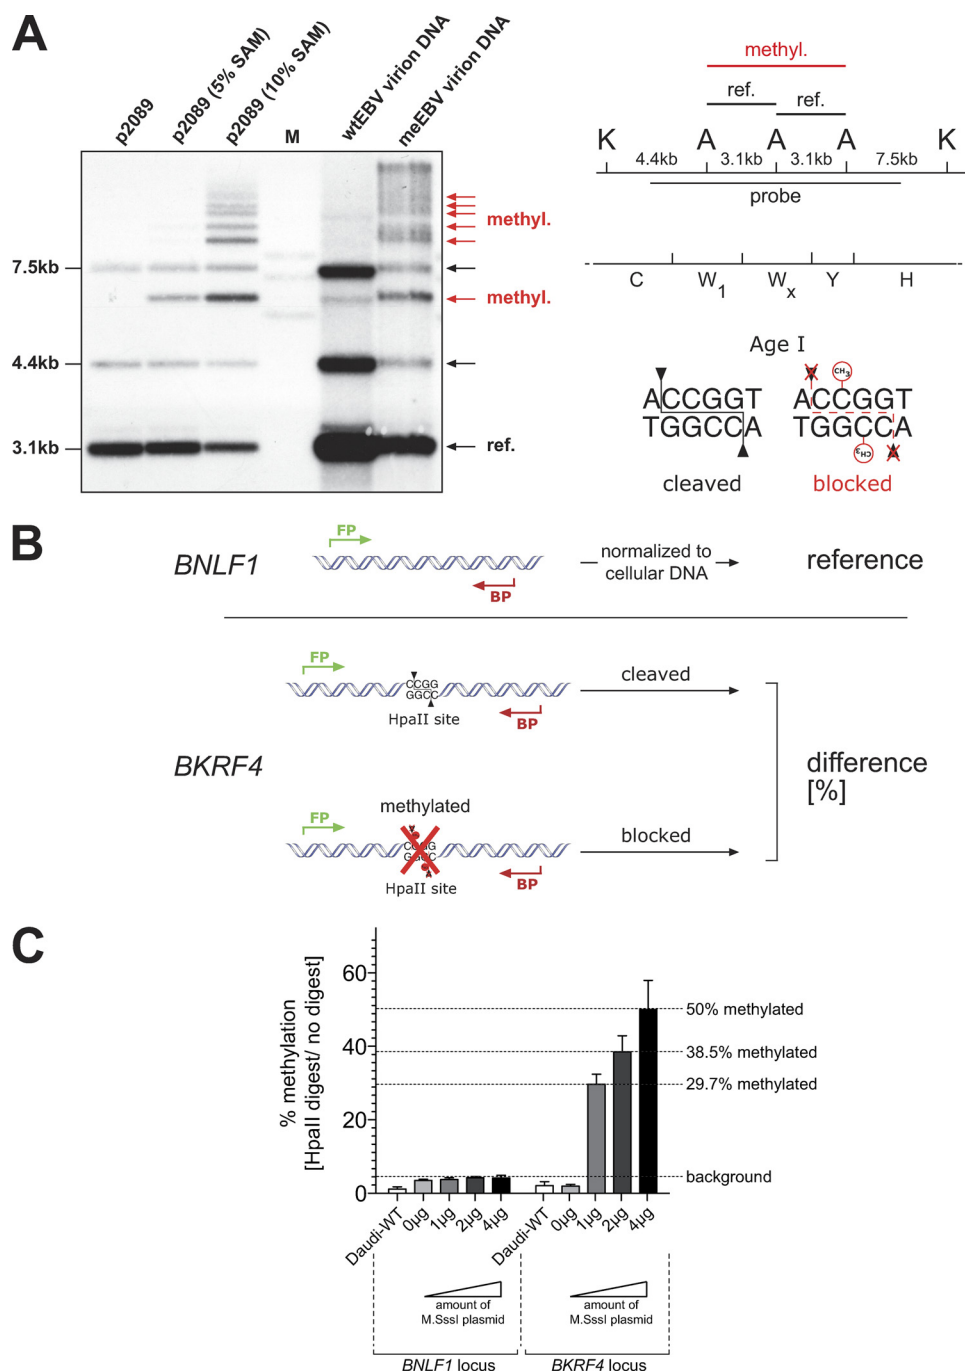 A
p2089
p2089 (5% SAM)
p2089 (10% SAM)
M
wtEBV virion DNA
meEBV virion DNA
methyl.
7.5kb
methyl.
4.4kb
3.1kb
ref.
methyl.
ref.
ref.
K A A A K
4.4kb 3.1kb 3.1kb 7.5kb
probe
C W1 Wx Y H
Age I
CH3
ACCGGT ACCGGT
TGGCCA TGGCCA
CH3
cleaved blocked
B
BNLF1
FP
BP
normalized to
cellular DNA
reference
BKRF4
FP
CCGG
GGCC
HpaII site
BP
cleaved
difference
[%]
methylated
FP
CCGG
GGCC
HpaII site
BP
blocked
C
% methylation
[HpaII digest/ no digest]
60
40
20
0
50% methylated
38.5% methylated
29.7% methylated
background
Daudi-WT 0µg 1µg 2µg 4µg Daudi-WT 0µg 1µg 2µg 4µg
amount of
M.SssI plasmid
amount of
M.SssI plasmid
BNLF1 locus BKRF4 locus